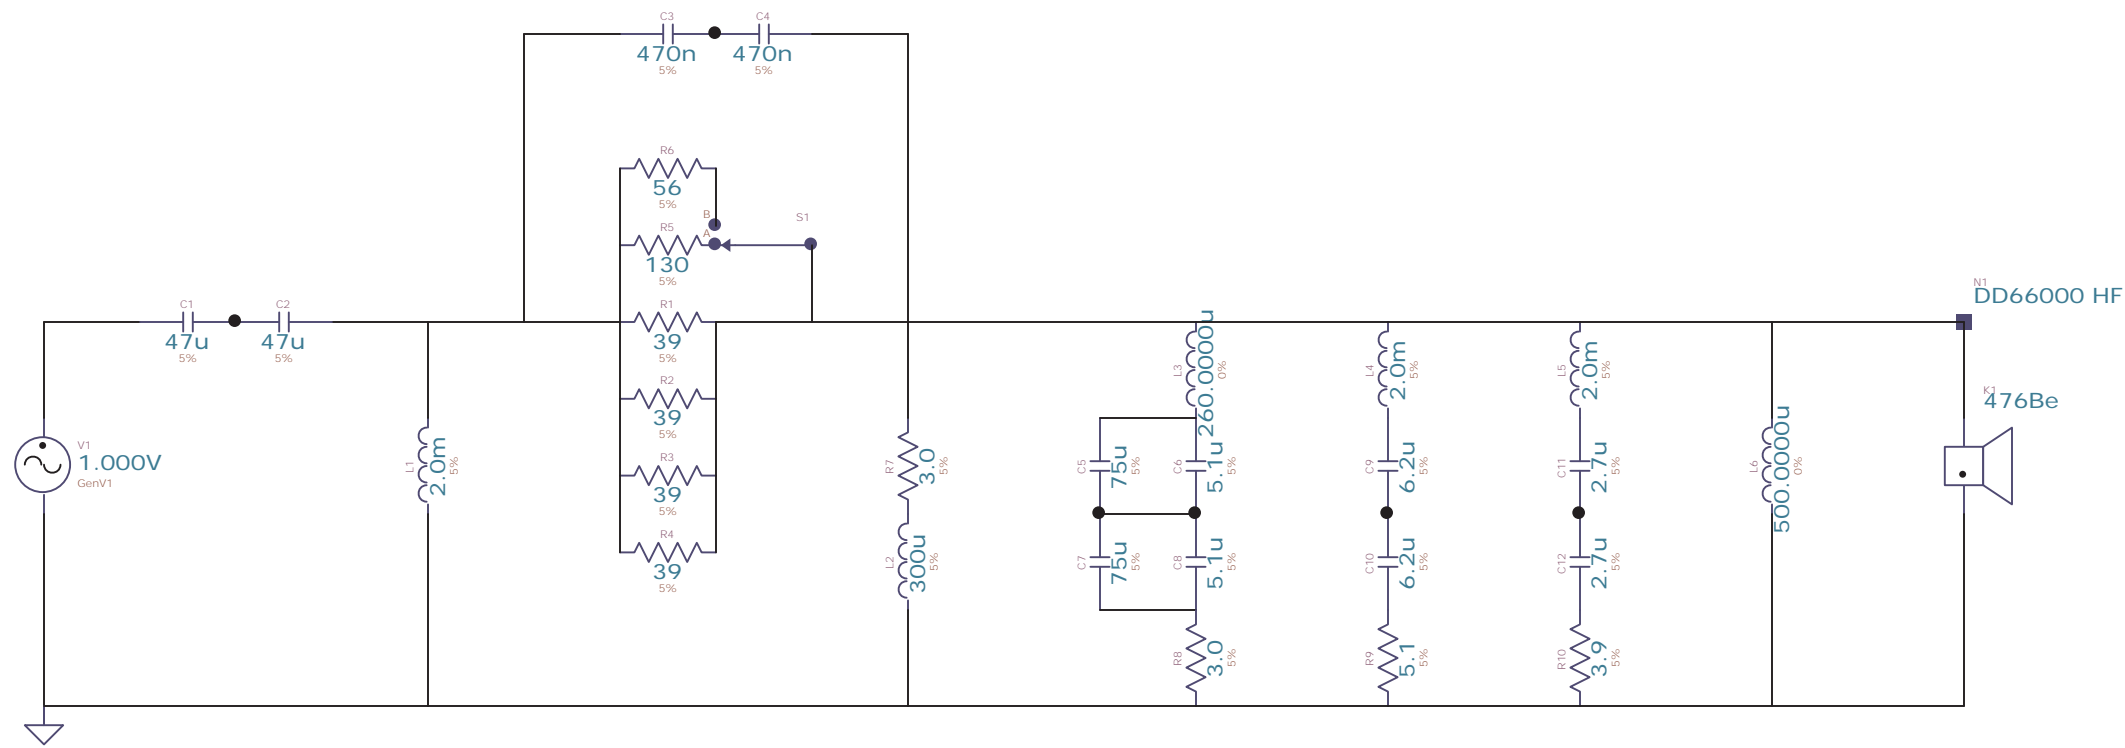 C3
470n
5%
C4
470n
5%
R6
56
5%
B
S1
R5
A
130
5%
C1
47u
5%
C2
47u
5%
R1
39
5%
R2
39
5%
R3
39
5%
R4
39
5%
V1
1.000V
GenV1
L1
2.0m
5%
R7
3.0
5%
L2
300u
5%
L3
260.0000u
0%
C5
75u
5%
C6
5.1u
5%
C7
75u
5%
C8
5.1u
5%
R8
3.0
5%
L4
2.0m
5%
C9
6.2u
5%
C10
6.2u
5%
R9
5.1
5%
L5
2.0m
5%
C11
2.7u
5%
C12
2.7u
5%
R10
3.9
5%
L6
500.0000u
0%
N1
DD66000 HF
K1
476Be